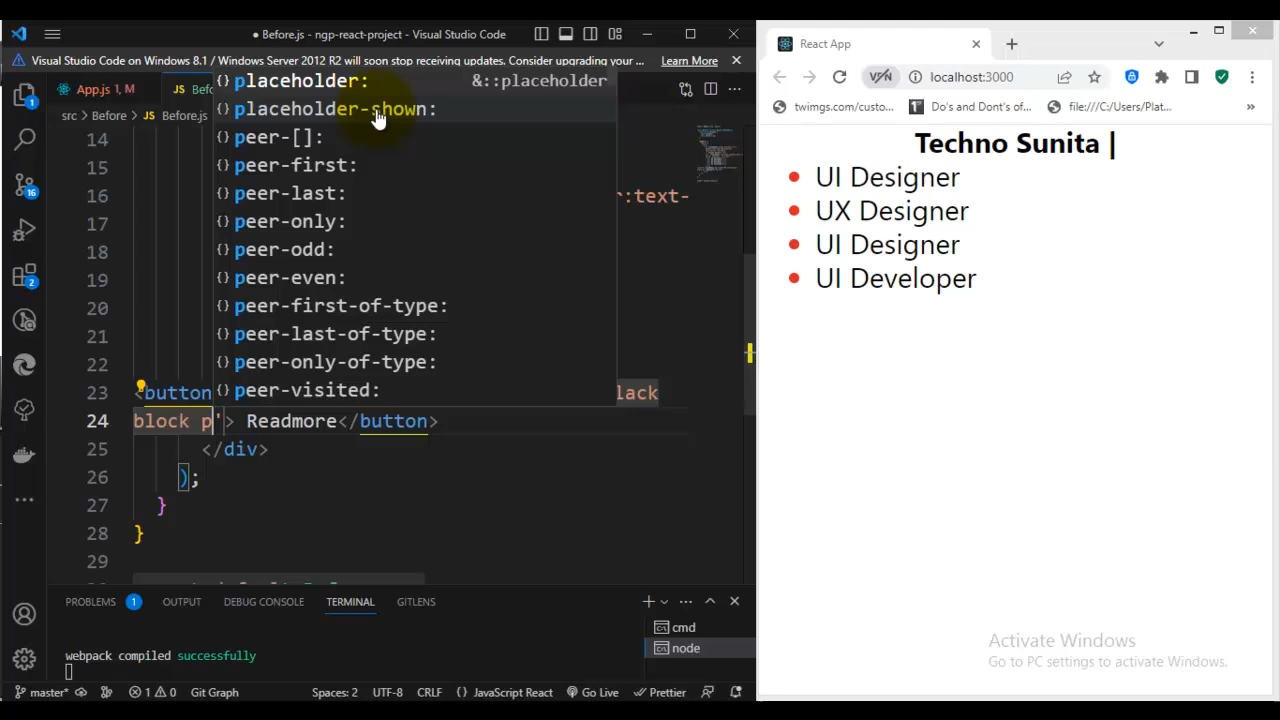 ● Before.js - ngp-react-project - Visual Studio Code
Visual Studio Code on Windows 8.1 / Windows Server 2012 R2 will soon stop receiving updates. Consider upgrading your ... Learn More
App.js 1, M
JS Bef
src > Before > JS Before.js
placeholder: &::placeholder
placeholder-shown:
peer-[]:
peer-first:
peer-last:
peer-only:
peer-odd:
peer-even:
peer-first-of-type:
peer-last-of-type:
peer-only-of-type:
peer-visited:
14
15
16 r:text-
17
18
19
20
21
22
23 <button lack
24 block p'> Readmore</button>
25 </div>
26 );
27 }
28 }
29
PROBLEMS 1 OUTPUT DEBUG CONSOLE TERMINAL GITLENS
cmd
node
webpack compiled successfully
1
16
2
master* 1 0 Git Graph Spaces: 2 UTF-8 CRLF {} JavaScript React Go Live Prettier
React App
VPN localhost:3000
twimgs.com/custo... Do's and Dont's of... file:///C:/Users/Plat... »
Techno Sunita |
UI Designer
UX Designer
UI Designer
UI Developer
Activate Windows
Go to PC settings to activate Windows.